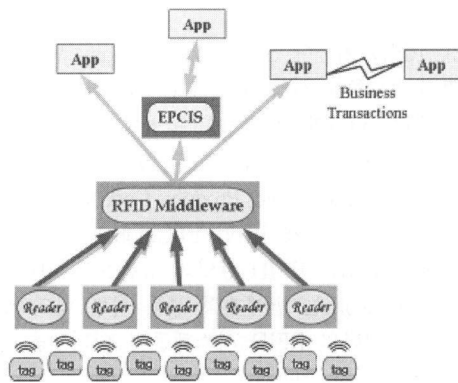 App
App
App
App
EPCIS
Business
Transactions
RFID Middleware
Reader
Reader
Reader
Reader
Reader
tag
tag
tag
tag
tag
tag
tag
tag
tag